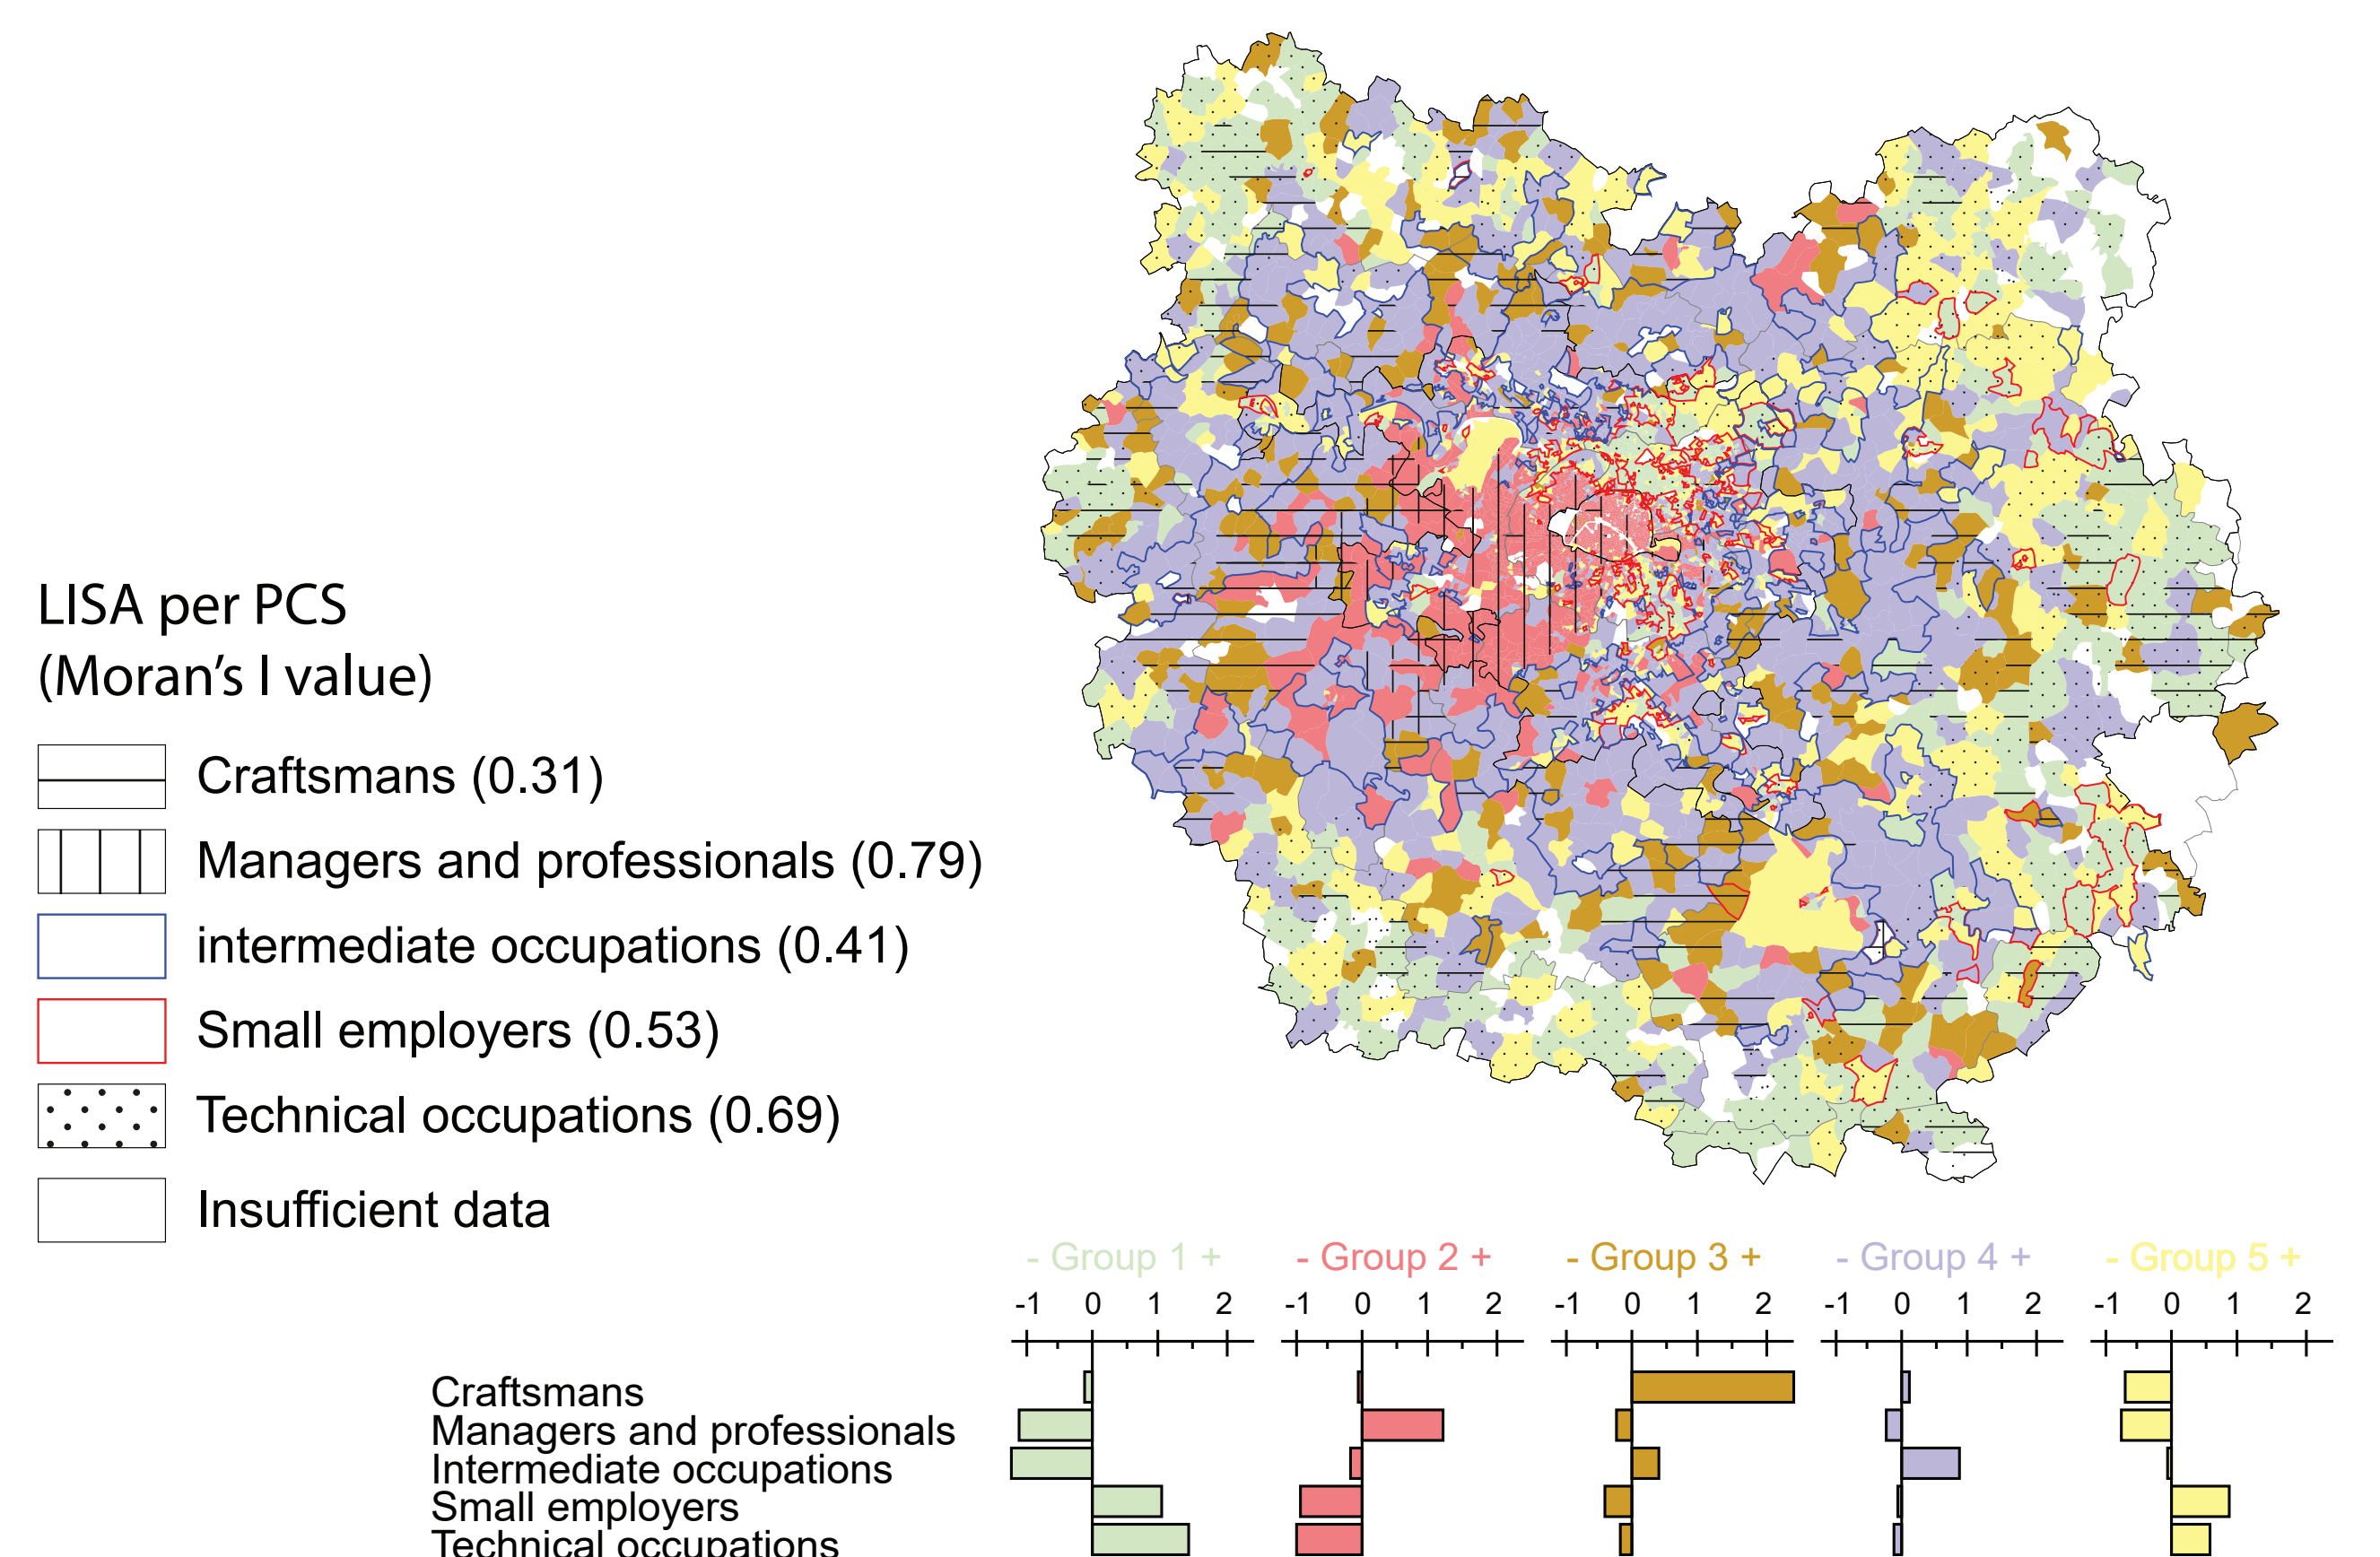 LISA per PCS
(Moran’s I value)
Craftsmans (0.31)
Managers and professionals (0.79)
intermediate occupations (0.41)
Small employers (0.53)
Technical occupations (0.69)
Insufficient data
- Group 1 + - Group 2 + - Group 3 + - Group 4 + - Group 5 +
-1 0 1 2 -1 0 1 2 -1 0 1 2 -1 0 1 2 -1 0 1 2
Craftsmans
Managers and professionals
Intermediate occupations
Small employers
Technical occupations